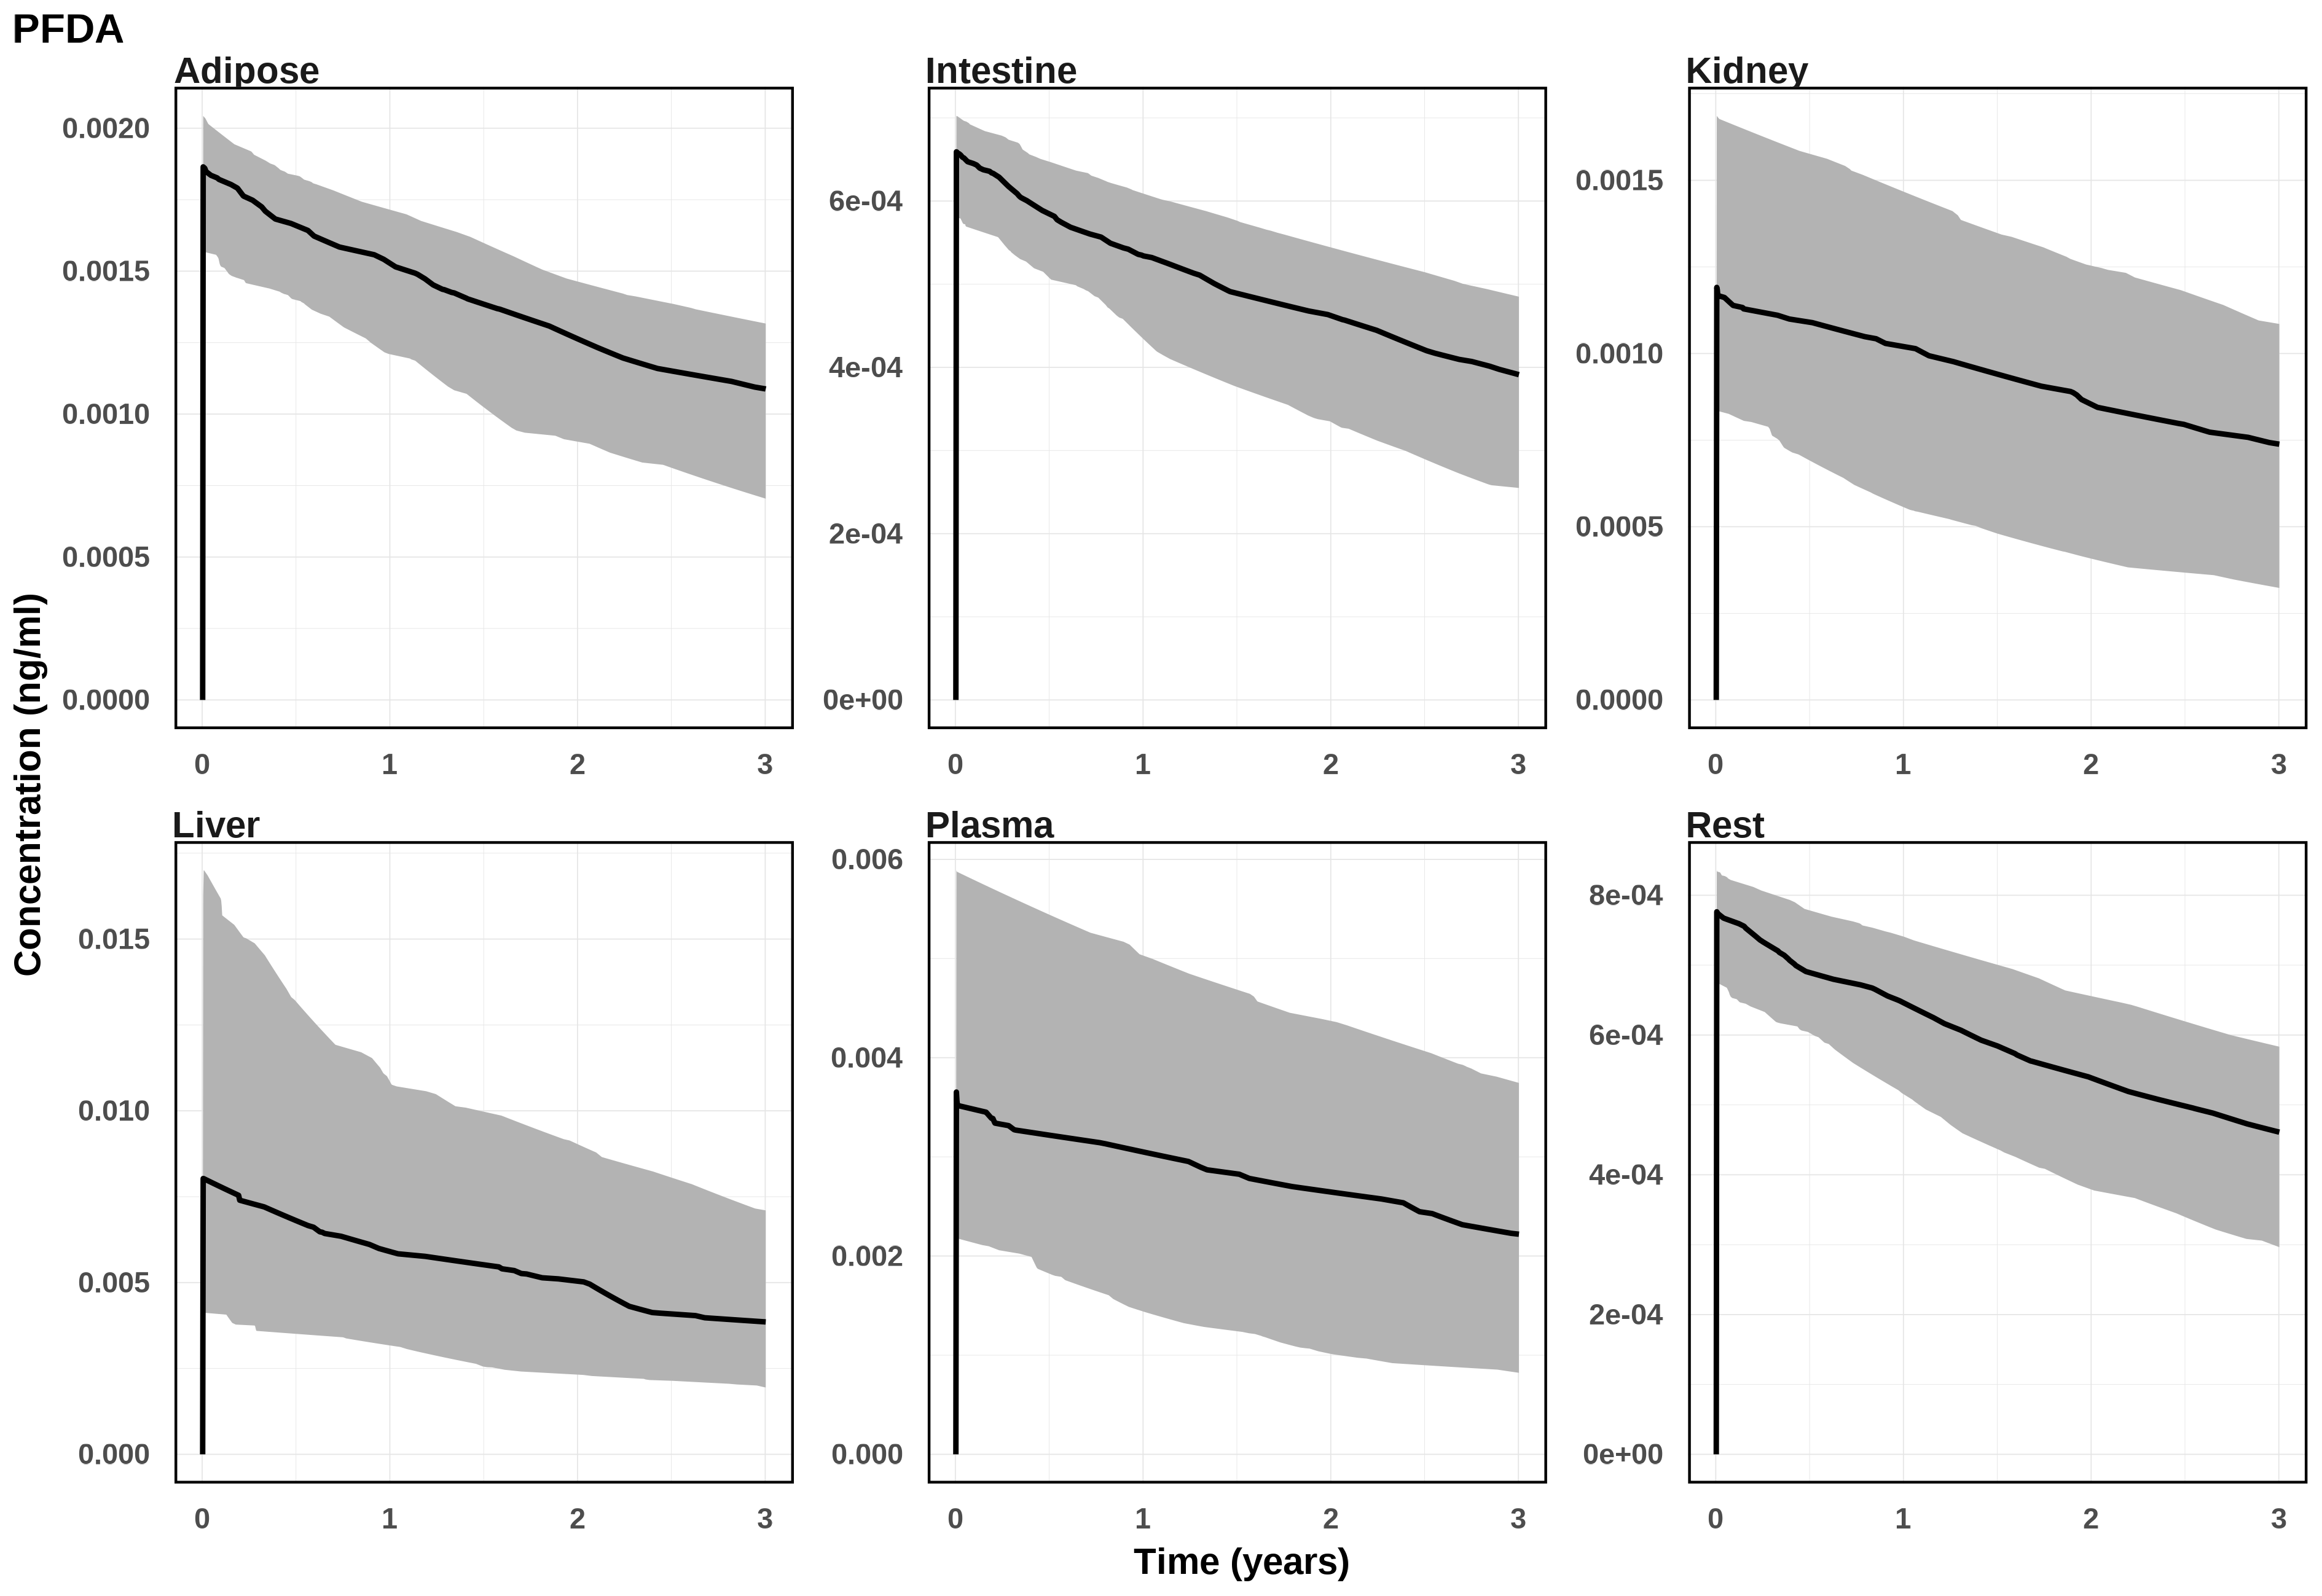 PFDA
Adipose
Intestine
Kidney
0.0020
0.0015
0.0010
0.0005
0.0000
6e-04
4e-04
2e-04
0e+00
0.0015
0.0010
0.0005
0.0000
0 1 2 3
0 1 2 3
0 1 2 3
Concentration (ng/ml)
Liver
Plasma
Rest
0.015
0.010
0.005
0.000
0.006
0.004
0.002
0.000
8e-04
6e-04
4e-04
2e-04
0e+00
0 1 2 3
0 1 2 3
0 1 2 3
Time (years)